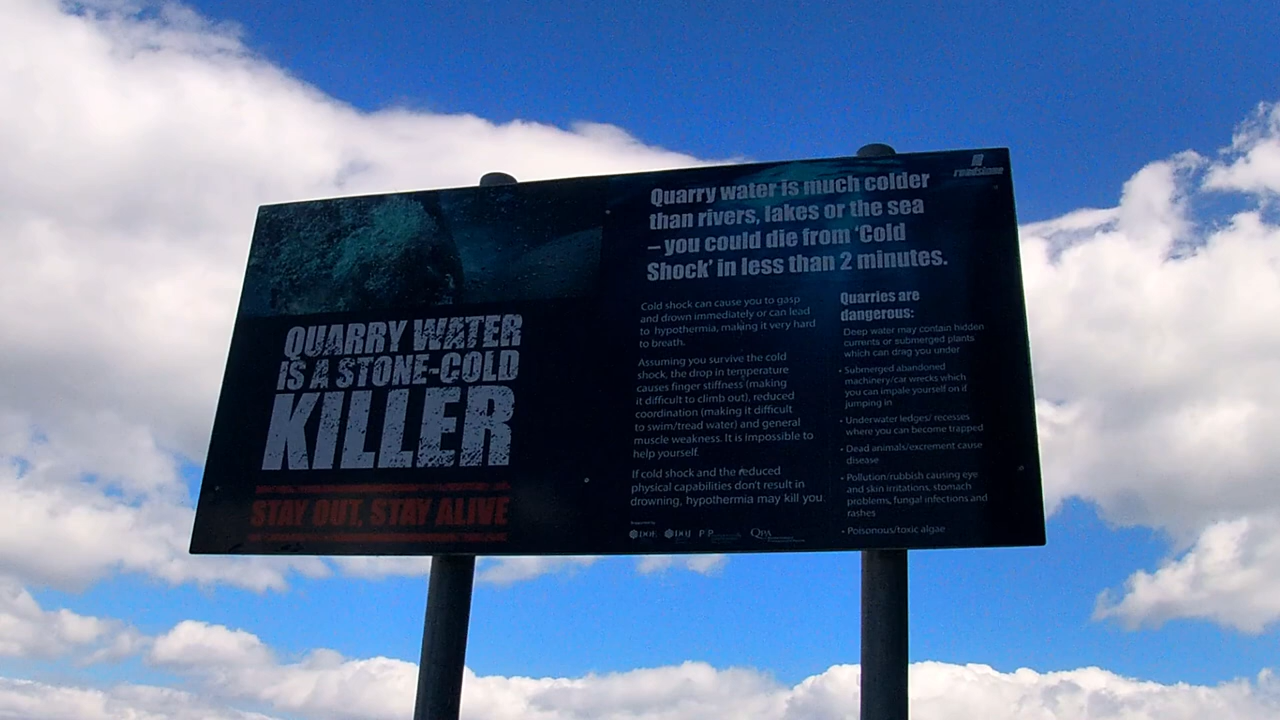 QUARRY WATER
IS A STONE-COLD
KILLER
STAY OUT, STAY ALIVE
roadstone
Quarry water is much colder
than rivers, lakes or the sea
– you could die from ‘Cold
Shock’ in less than 2 minutes.
Cold shock can cause you to gasp
and drown immediately or can lead
to hypothermia, making it very hard
to breath.
Assuming you survive the cold
shock, the drop in temperature
causes finger stiffness (making
it difficult to climb out), reduced
coordination (making it difficult
to swim/tread water) and general
muscle weakness. It is impossible to
help yourself.
If cold shock and the reduced
physical capabilities don't result in
drowning, hypothermia may kill you.
Quarries are
dangerous:
Deep water may contain hidden
currents or submerged plants
which can drag you under
• Submerged abandoned
machinery/car wrecks which
you can impale yourself on if
jumping in
• Underwater ledges/ recesses
where you can become trapped
• Dead animals/excrement cause
disease
• Pollution/rubbish causing eye
and skin irritations, stomach
problems, fungal infections and
rashes
• Poisonous/toxic algae
Supported by
QPA